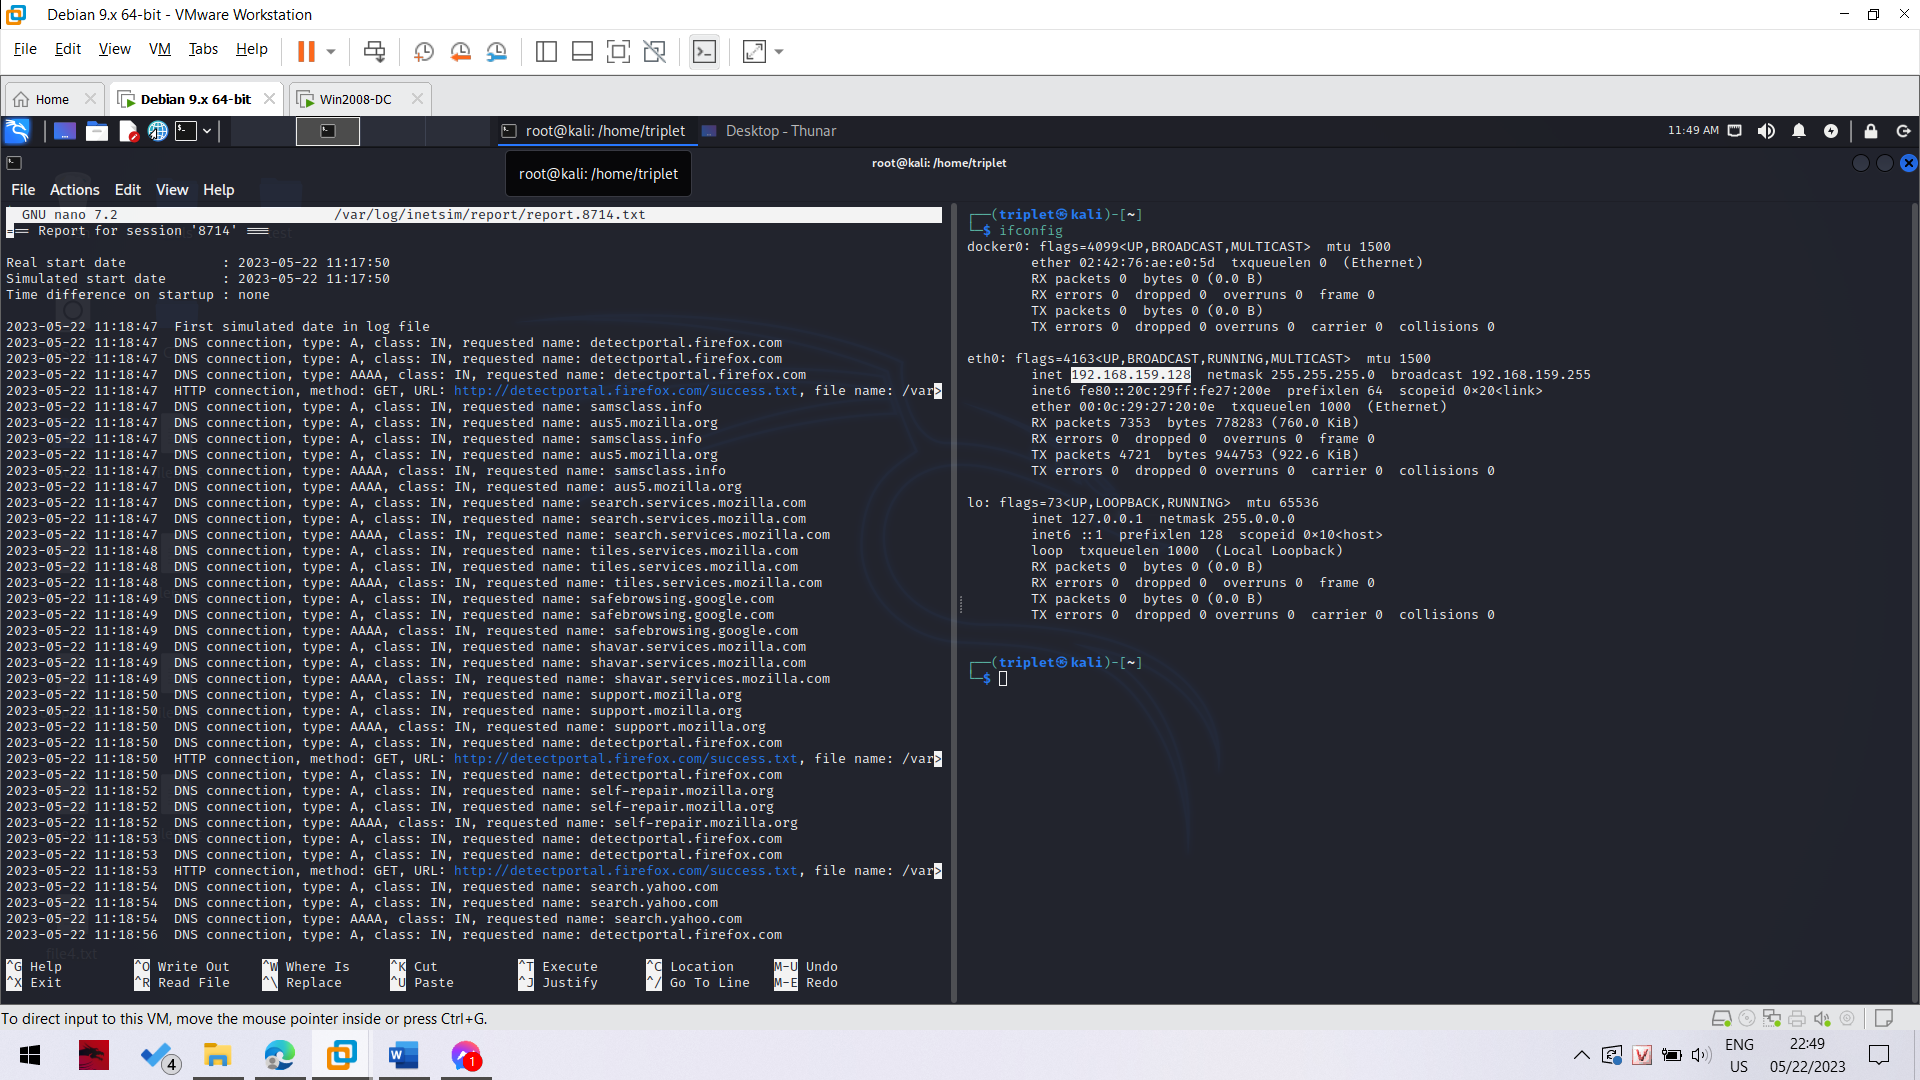 Debian 9.x 64-bit - VMware Workstation
File Edit View VM Tabs Help
Home
Debian 9.x 64-bit
Win2008-DC
root@kali: /home/triplet
Desktop - Thunar
11:49 AM
root@kali: /home/triplet
root@kali: /home/triplet
File Actions Edit View Help
GNU nano 7.2 /var/log/inetsim/report/report.8714.txt
=== Report for session '8714' ===
Real start date : 2023-05-22 11:17:50
Simulated start date : 2023-05-22 11:17:50
Time difference on startup : none
2023-05-22 11:18:47 First simulated date in log file
2023-05-22 11:18:47 DNS connection, type: A, class: IN, requested name: detectportal.firefox.com
2023-05-22 11:18:47 DNS connection, type: A, class: IN, requested name: detectportal.firefox.com
2023-05-22 11:18:47 DNS connection, type: AAAA, class: IN, requested name: detectportal.firefox.com
2023-05-22 11:18:47 HTTP connection, method: GET, URL: http://detectportal.firefox.com/success.txt, file name: /var>
2023-05-22 11:18:47 DNS connection, type: A, class: IN, requested name: samsclass.info
2023-05-22 11:18:47 DNS connection, type: A, class: IN, requested name: aus5.mozilla.org
2023-05-22 11:18:47 DNS connection, type: A, class: IN, requested name: samsclass.info
2023-05-22 11:18:47 DNS connection, type: A, class: IN, requested name: aus5.mozilla.org
2023-05-22 11:18:47 DNS connection, type: AAAA, class: IN, requested name: samsclass.info
2023-05-22 11:18:47 DNS connection, type: AAAA, class: IN, requested name: aus5.mozilla.org
2023-05-22 11:18:47 DNS connection, type: A, class: IN, requested name: search.services.mozilla.com
2023-05-22 11:18:47 DNS connection, type: A, class: IN, requested name: search.services.mozilla.com
2023-05-22 11:18:47 DNS connection, type: AAAA, class: IN, requested name: search.services.mozilla.com
2023-05-22 11:18:48 DNS connection, type: A, class: IN, requested name: tiles.services.mozilla.com
2023-05-22 11:18:48 DNS connection, type: A, class: IN, requested name: tiles.services.mozilla.com
2023-05-22 11:18:48 DNS connection, type: AAAA, class: IN, requested name: tiles.services.mozilla.com
2023-05-22 11:18:49 DNS connection, type: A, class: IN, requested name: safebrowsing.google.com
2023-05-22 11:18:49 DNS connection, type: A, class: IN, requested name: safebrowsing.google.com
2023-05-22 11:18:49 DNS connection, type: AAAA, class: IN, requested name: safebrowsing.google.com
2023-05-22 11:18:49 DNS connection, type: A, class: IN, requested name: shavar.services.mozilla.com
2023-05-22 11:18:49 DNS connection, type: A, class: IN, requested name: shavar.services.mozilla.com
2023-05-22 11:18:49 DNS connection, type: AAAA, class: IN, requested name: shavar.services.mozilla.com
2023-05-22 11:18:50 DNS connection, type: A, class: IN, requested name: support.mozilla.org
2023-05-22 11:18:50 DNS connection, type: A, class: IN, requested name: support.mozilla.org
2023-05-22 11:18:50 DNS connection, type: AAAA, class: IN, requested name: support.mozilla.org
2023-05-22 11:18:50 DNS connection, type: A, class: IN, requested name: detectportal.firefox.com
2023-05-22 11:18:50 HTTP connection, method: GET, URL: http://detectportal.firefox.com/success.txt, file name: /var>
2023-05-22 11:18:50 DNS connection, type: A, class: IN, requested name: detectportal.firefox.com
2023-05-22 11:18:52 DNS connection, type: A, class: IN, requested name: self-repair.mozilla.org
2023-05-22 11:18:52 DNS connection, type: A, class: IN, requested name: self-repair.mozilla.org
2023-05-22 11:18:52 DNS connection, type: AAAA, class: IN, requested name: self-repair.mozilla.org
2023-05-22 11:18:53 DNS connection, type: A, class: IN, requested name: detectportal.firefox.com
2023-05-22 11:18:53 DNS connection, type: A, class: IN, requested name: detectportal.firefox.com
2023-05-22 11:18:53 HTTP connection, method: GET, URL: http://detectportal.firefox.com/success.txt, file name: /var>
2023-05-22 11:18:54 DNS connection, type: A, class: IN, requested name: search.yahoo.com
2023-05-22 11:18:54 DNS connection, type: A, class: IN, requested name: search.yahoo.com
2023-05-22 11:18:54 DNS connection, type: AAAA, class: IN, requested name: search.yahoo.com
2023-05-22 11:18:56 DNS connection, type: A, class: IN, requested name: detectportal.firefox.com
file4.txt
^G Help ^O Write Out ^W Where Is ^K Cut ^T Execute ^C Location M-U Undo
^X Exit ^R Read File ^\ Replace ^U Paste ^J Justify ^/ Go To Line M-E Redo
┌──(triplet㉿kali)-[~]
└─$ ifconfig
docker0: flags=4099<UP,BROADCAST,MULTICAST> mtu 1500
ether 02:42:76:ae:e0:5d txqueuelen 0 (Ethernet)
RX packets 0 bytes 0 (0.0 B)
RX errors 0 dropped 0 overruns 0 frame 0
TX packets 0 bytes 0 (0.0 B)
TX errors 0 dropped 0 overruns 0 carrier 0 collisions 0
eth0: flags=4163<UP,BROADCAST,RUNNING,MULTICAST> mtu 1500
inet 192.168.159.128 netmask 255.255.255.0 broadcast 192.168.159.255
inet6 fe80::20c:29ff:fe27:200e prefixlen 64 scopeid 0×20<link>
ether 00:0c:29:27:20:0e txqueuelen 1000 (Ethernet)
RX packets 7353 bytes 778283 (760.0 KiB)
RX errors 0 dropped 0 overruns 0 frame 0
TX packets 4721 bytes 944753 (922.6 KiB)
TX errors 0 dropped 0 overruns 0 carrier 0 collisions 0
lo: flags=73<UP,LOOPBACK,RUNNING> mtu 65536
inet 127.0.0.1 netmask 255.0.0.0
inet6 ::1 prefixlen 128 scopeid 0×10<host>
loop txqueuelen 1000 (Local Loopback)
RX packets 0 bytes 0 (0.0 B)
RX errors 0 dropped 0 overruns 0 frame 0
TX packets 0 bytes 0 (0.0 B)
TX errors 0 dropped 0 overruns 0 carrier 0 collisions 0
┌──(triplet㉿kali)-[~]
└─$
To direct input to this VM, move the mouse pointer inside or press Ctrl+G.
4
1
ENG
US
22:49
05/22/2023